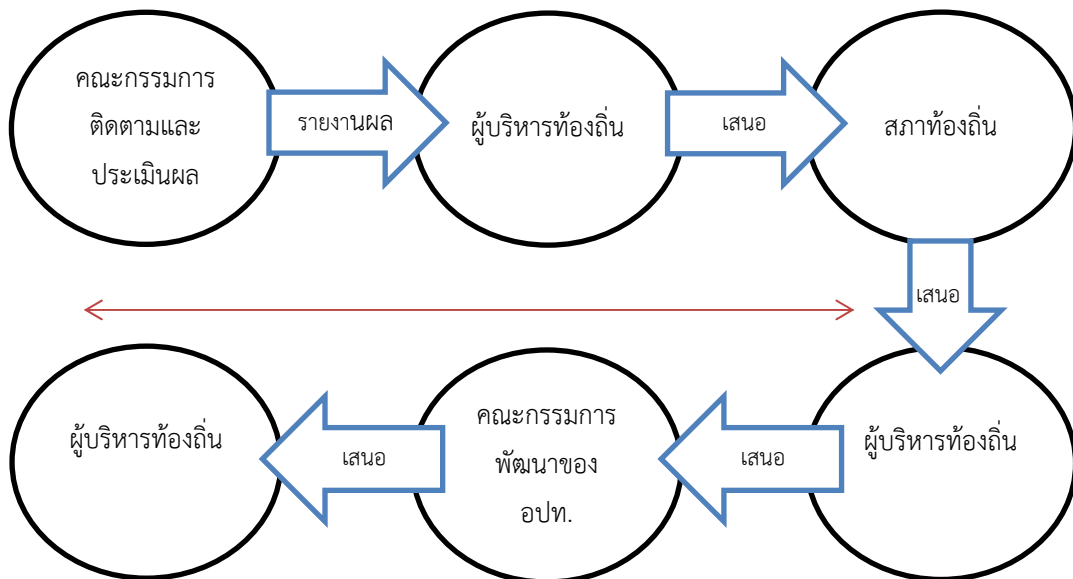 คณะกรรมการ
ติดตามและ
ประเมินผล
รายงานผล
ผู้บริหารท้องถิ่น
เสนอ
สภาท้องถิ่น
เสนอ
ผู้บริหารท้องถิ่น
เสนอ
คณะกรรมการ
พัฒนาของ
อปท.
เสนอ
ผู้บริหารท้องถิ่น